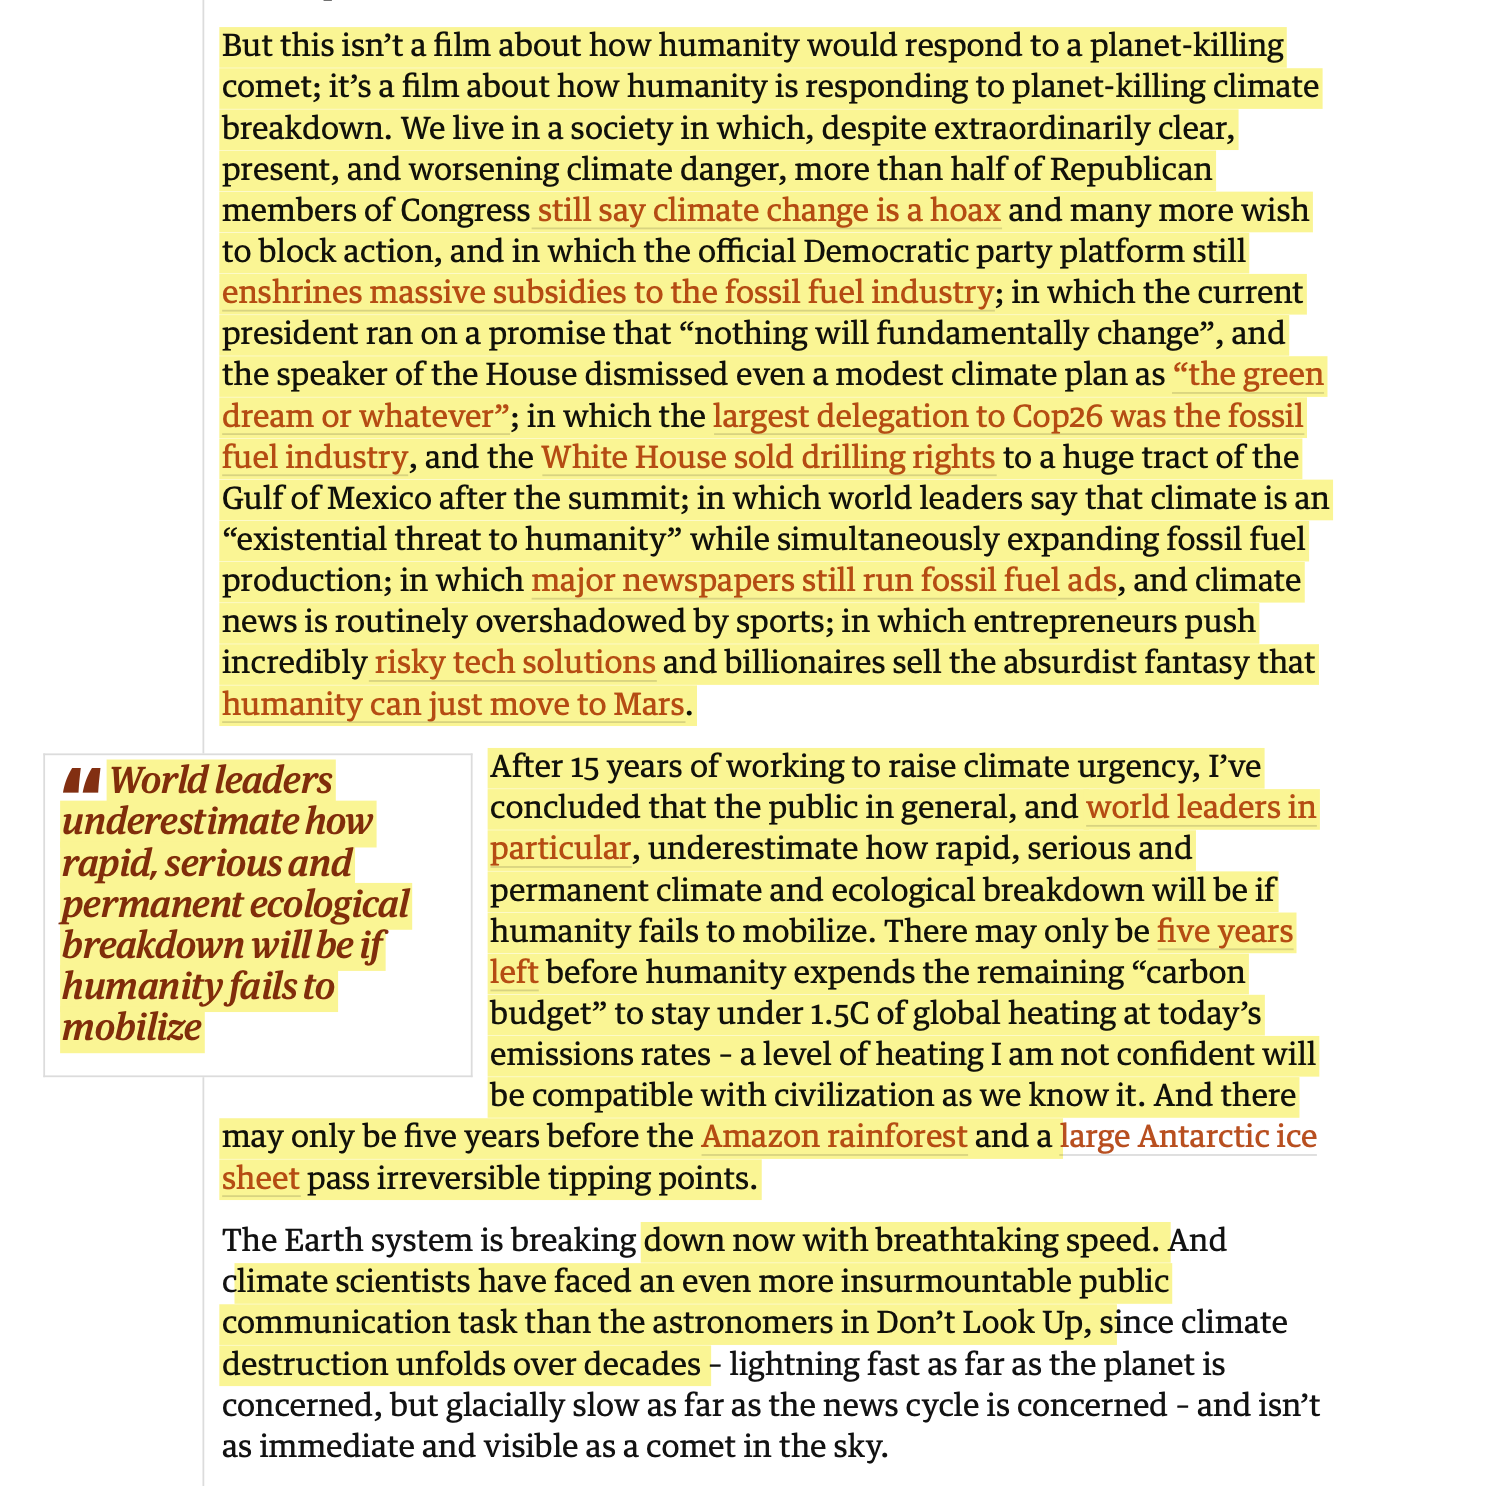 But this isn’t a film about how humanity would respond to a planet-killing
comet; it’s a film about how humanity is responding to planet-killing climate
breakdown. We live in a society in which, despite extraordinarily clear,
present, and worsening climate danger, more than half of Republican
members of Congress still say climate change is a hoax and many more wish
to block action, and in which the official Democratic party platform still
enshrines massive subsidies to the fossil fuel industry; in which the current
president ran on a promise that “nothing will fundamentally change”, and
the speaker of the House dismissed even a modest climate plan as “the green
dream or whatever”; in which the largest delegation to Cop26 was the fossil
fuel industry, and the White House sold drilling rights to a huge tract of the
Gulf of Mexico after the summit; in which world leaders say that climate is an
“existential threat to humanity” while simultaneously expanding fossil fuel
production; in which major newspapers still run fossil fuel ads, and climate
news is routinely overshadowed by sports; in which entrepreneurs push
incredibly risky tech solutions and billionaires sell the absurdist fantasy that
humanity can just move to Mars.
“ World leaders
underestimate how
rapid, serious and
permanent ecological
breakdown will be if
humanity fails to
mobilize
After 15 years of working to raise climate urgency, I’ve
concluded that the public in general, and world leaders in
particular, underestimate how rapid, serious and
permanent climate and ecological breakdown will be if
humanity fails to mobilize. There may only be five years
left before humanity expends the remaining “carbon
budget” to stay under 1.5C of global heating at today’s
emissions rates – a level of heating I am not confident will
be compatible with civilization as we know it. And there
may only be five years before the Amazon rainforest and a large Antarctic ice
sheet pass irreversible tipping points.
The Earth system is breaking down now with breathtaking speed. And
climate scientists have faced an even more insurmountable public
communication task than the astronomers in Don’t Look Up, since climate
destruction unfolds over decades – lightning fast as far as the planet is
concerned, but glacially slow as far as the news cycle is concerned – and isn’t
as immediate and visible as a comet in the sky.